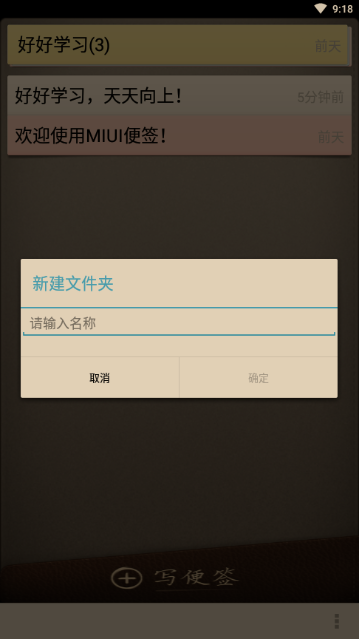 9:18
好好学习(3) 前天
好好学习，天天向上！ 5分钟前
欢迎使用MIUI便签！ 前天
新建文件夹
请输入名称
取消 确定
写便签